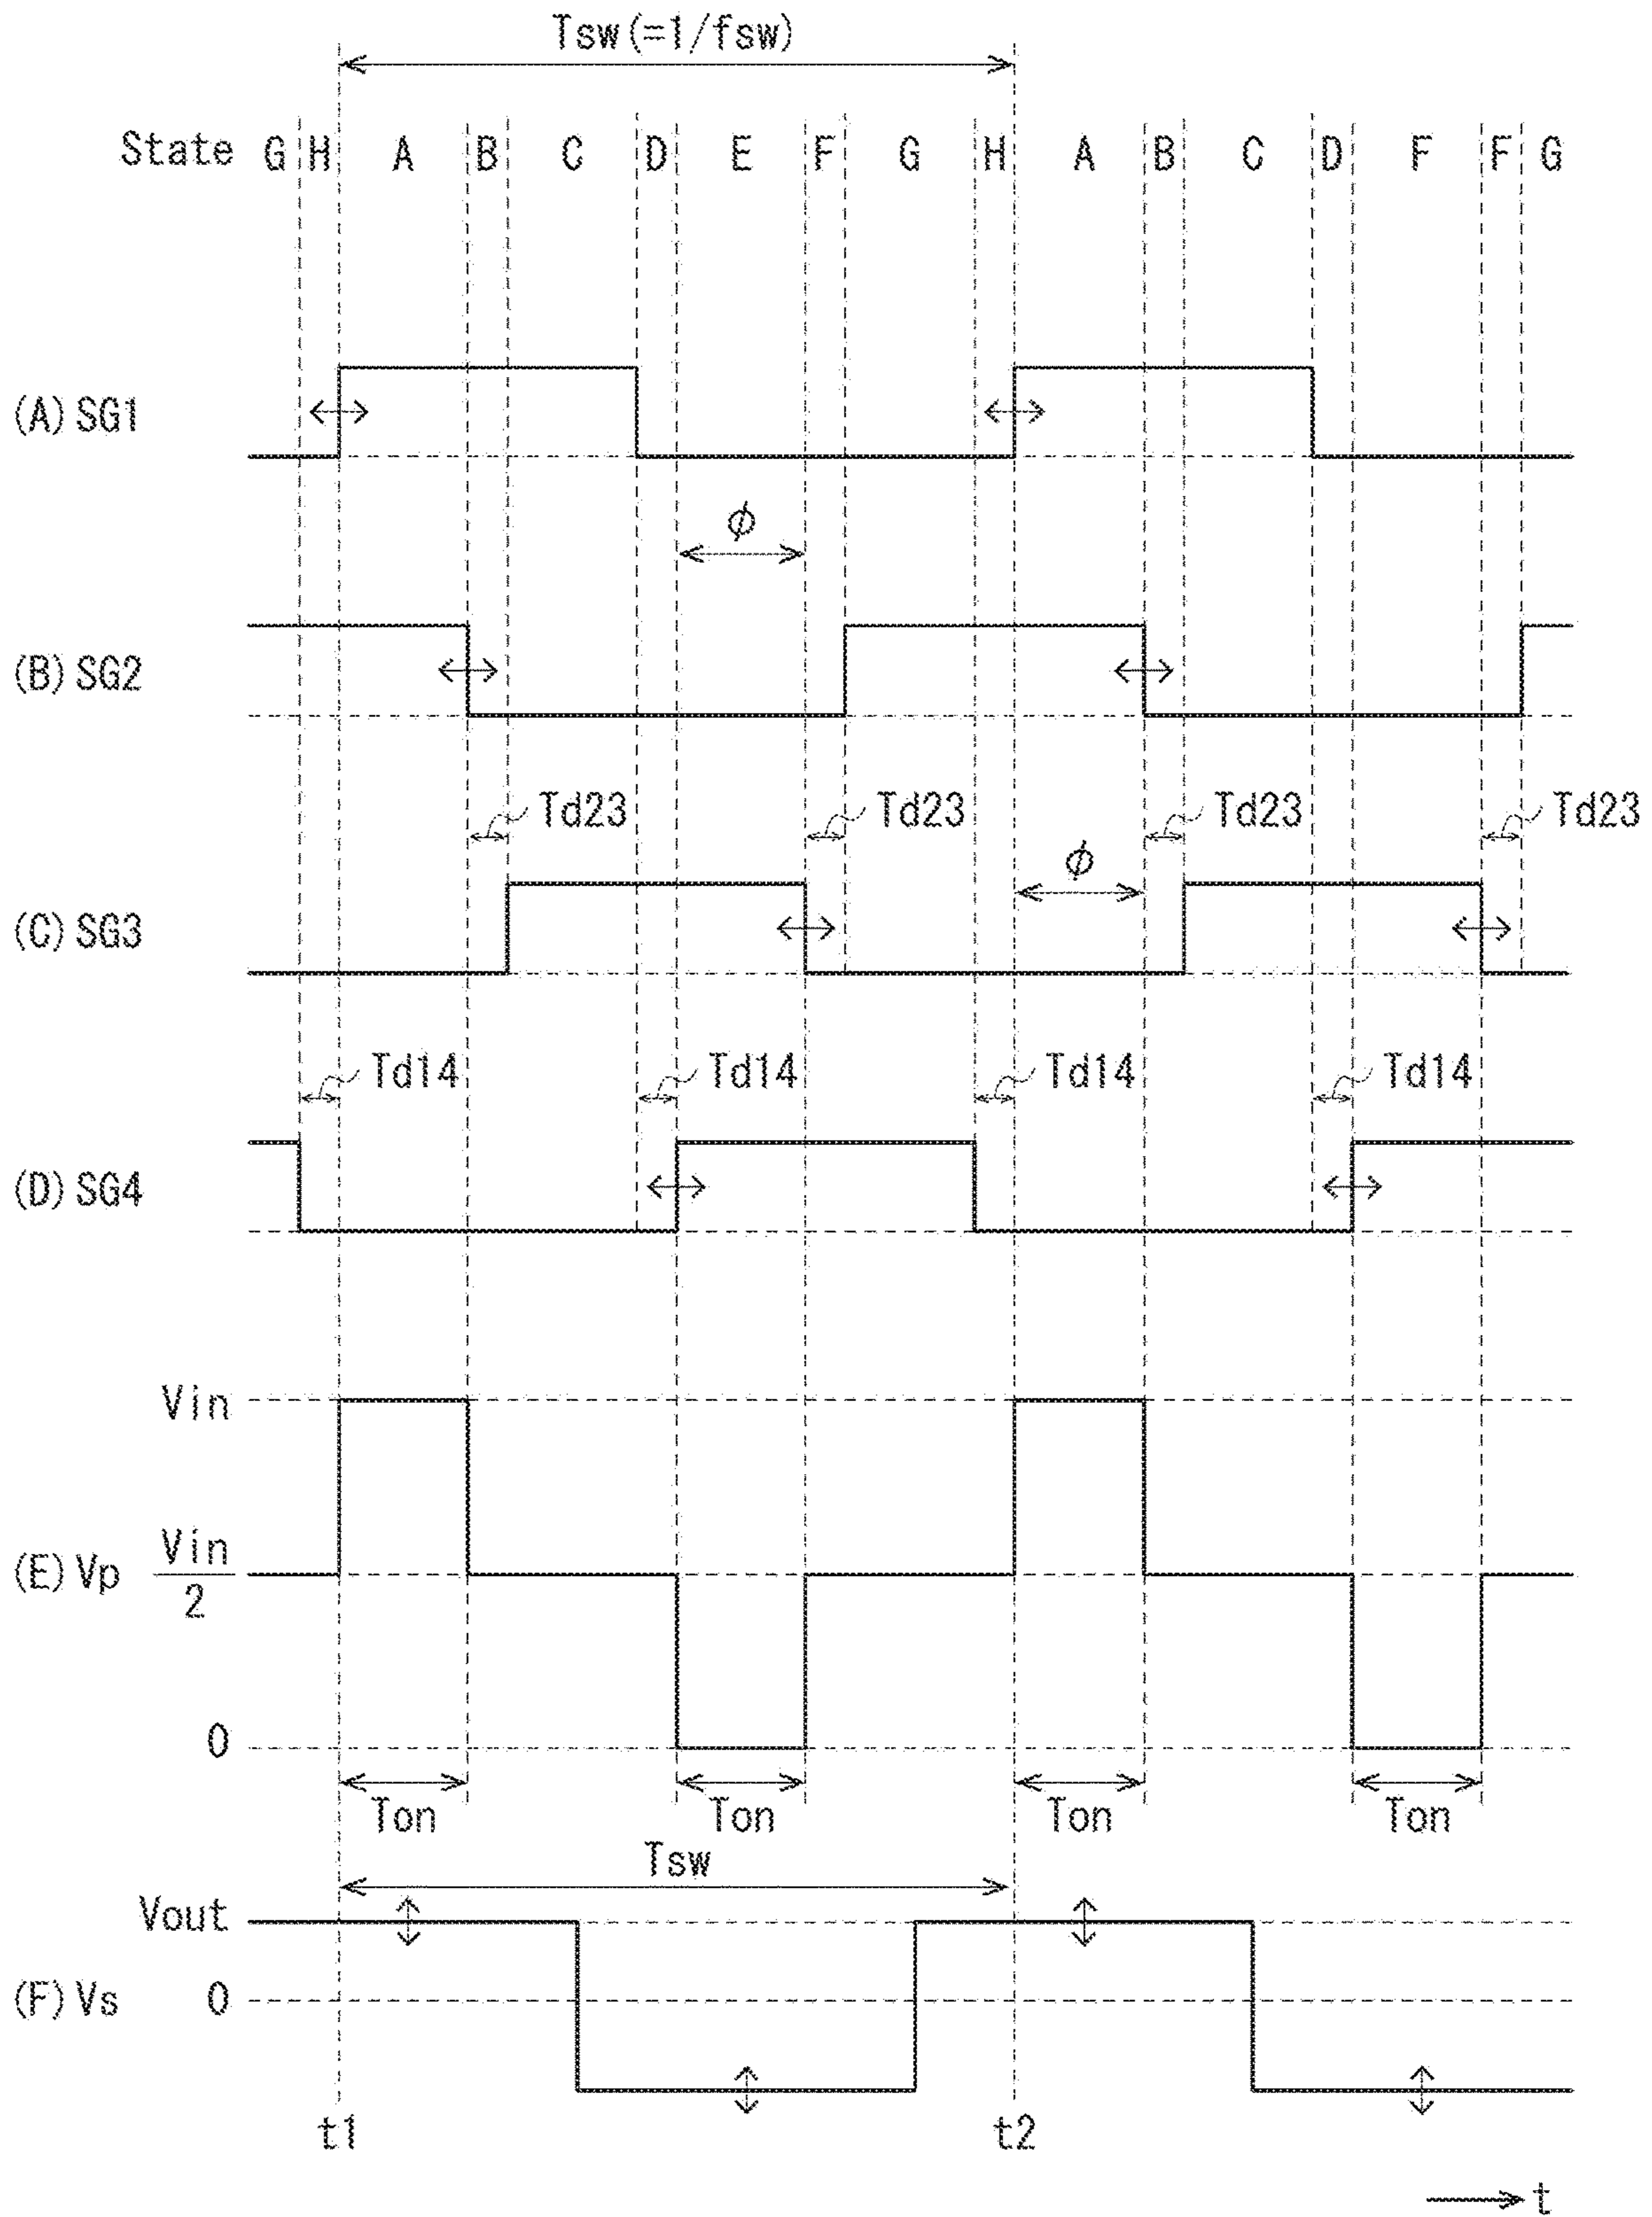 Tsw(=1/fsw)
State G H A B C D E F G H A B C D F F G
(A) SG1
ϕ
(B) SG2
Td23 Td23 Td23 Td23
ϕ
(C) SG3
Td14 Td14 Td14 Td14
(D) SG4
Vin
(E) Vp Vin/2
0
Ton Ton Ton Ton
Tsw
Vout
(F) Vs 0
t1 t2
t